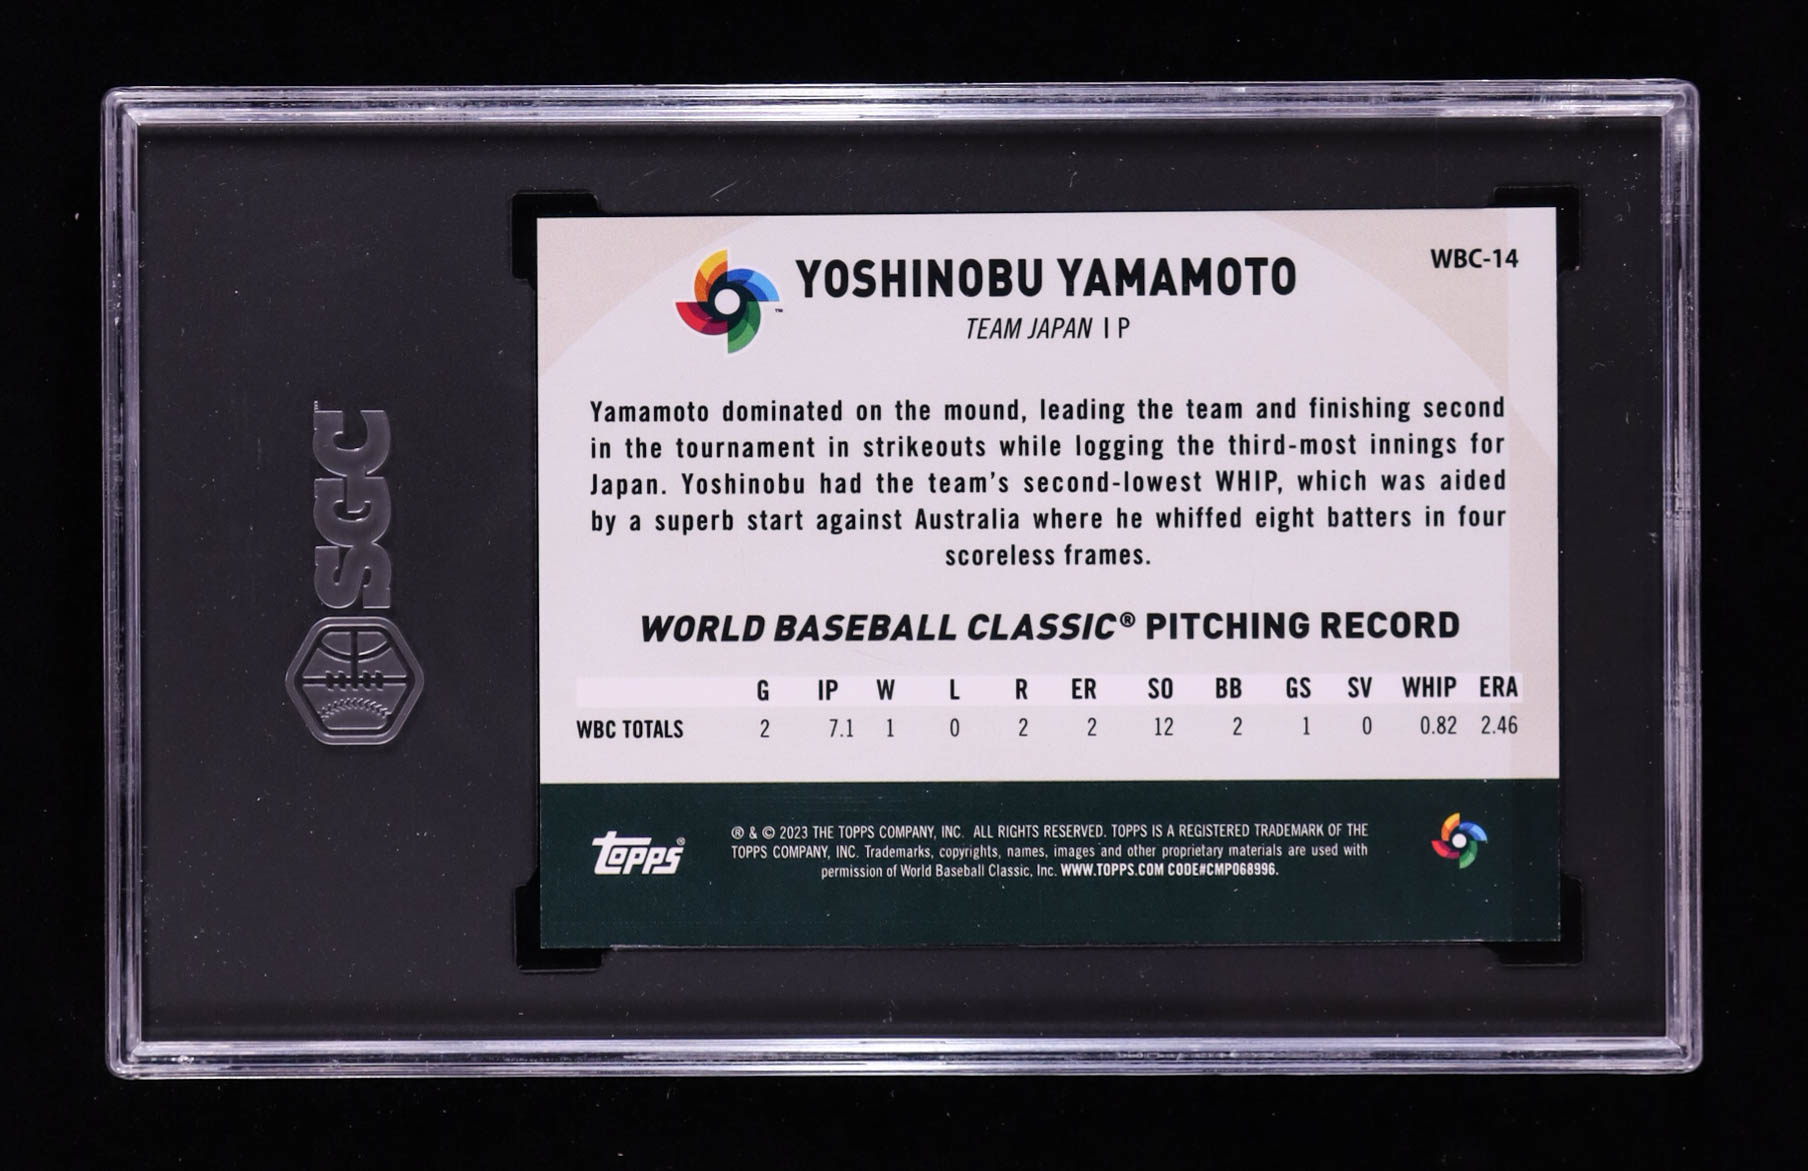 SGC
YOSHINOBU YAMAMOTO
WBC-14
TEAM JAPAN | P
Yamamoto dominated on the mound, leading the team and finishing second
in the tournament in strikeouts while logging the third-most innings for
Japan. Yoshinobu had the team's second-lowest WHIP, which was aided
by a superb start against Australia where he whiffed eight batters in four
scoreless frames.
WORLD BASEBALL CLASSIC® PITCHING RECORD
G IP W L R ER SO BB GS SV WHIP ERA
WBC TOTALS 2 7.1 1 0 2 2 12 2 1 0 0.82 2.46
topps®
® & © 2023 THE TOPPS COMPANY, INC. ALL RIGHTS RESERVED. TOPPS IS A REGISTERED TRADEMARK OF THE
TOPPS COMPANY, INC. Trademarks, copyrights, names, images and other proprietary materials are used with
permission of World Baseball Classic, Inc. WWW.TOPPS.COM CODE#CMP068996.